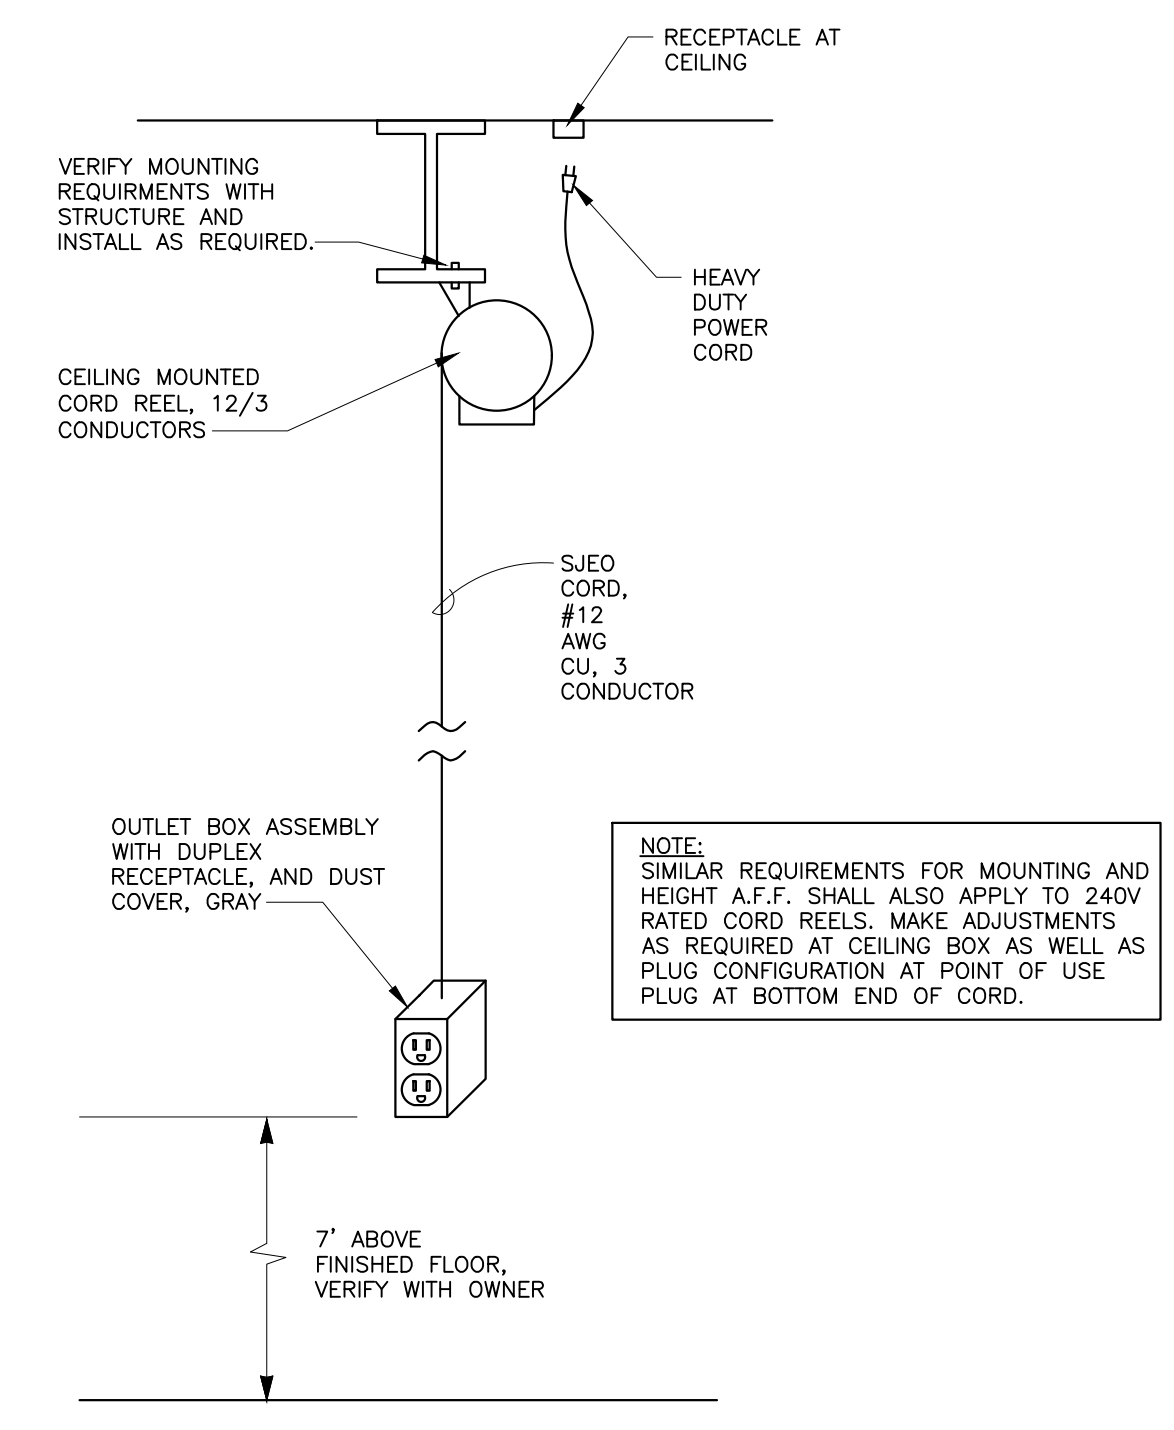 RECEPTACLE AT
CEILING
VERIFY MOUNTING
REQUIRMENTS WITH
STRUCTURE AND
INSTALL AS REQUIRED.
HEAVY
DUTY
POWER
CORD
CEILING MOUNTED
CORD REEL, 12/3
CONDUCTORS
SJEO
CORD,
#12
AWG
CU, 3
CONDUCTOR
OUTLET BOX ASSEMBLY
WITH DUPLEX
RECEPTACLE, AND DUST
COVER, GRAY
NOTE:
SIMILAR REQUIREMENTS FOR MOUNTING AND
HEIGHT A.F.F. SHALL ALSO APPLY TO 240V
RATED CORD REELS. MAKE ADJUSTMENTS
AS REQUIRED AT CEILING BOX AS WELL AS
PLUG CONFIGURATION AT POINT OF USE
PLUG AT BOTTOM END OF CORD.
7' ABOVE
FINISHED FLOOR,
VERIFY WITH OWNER